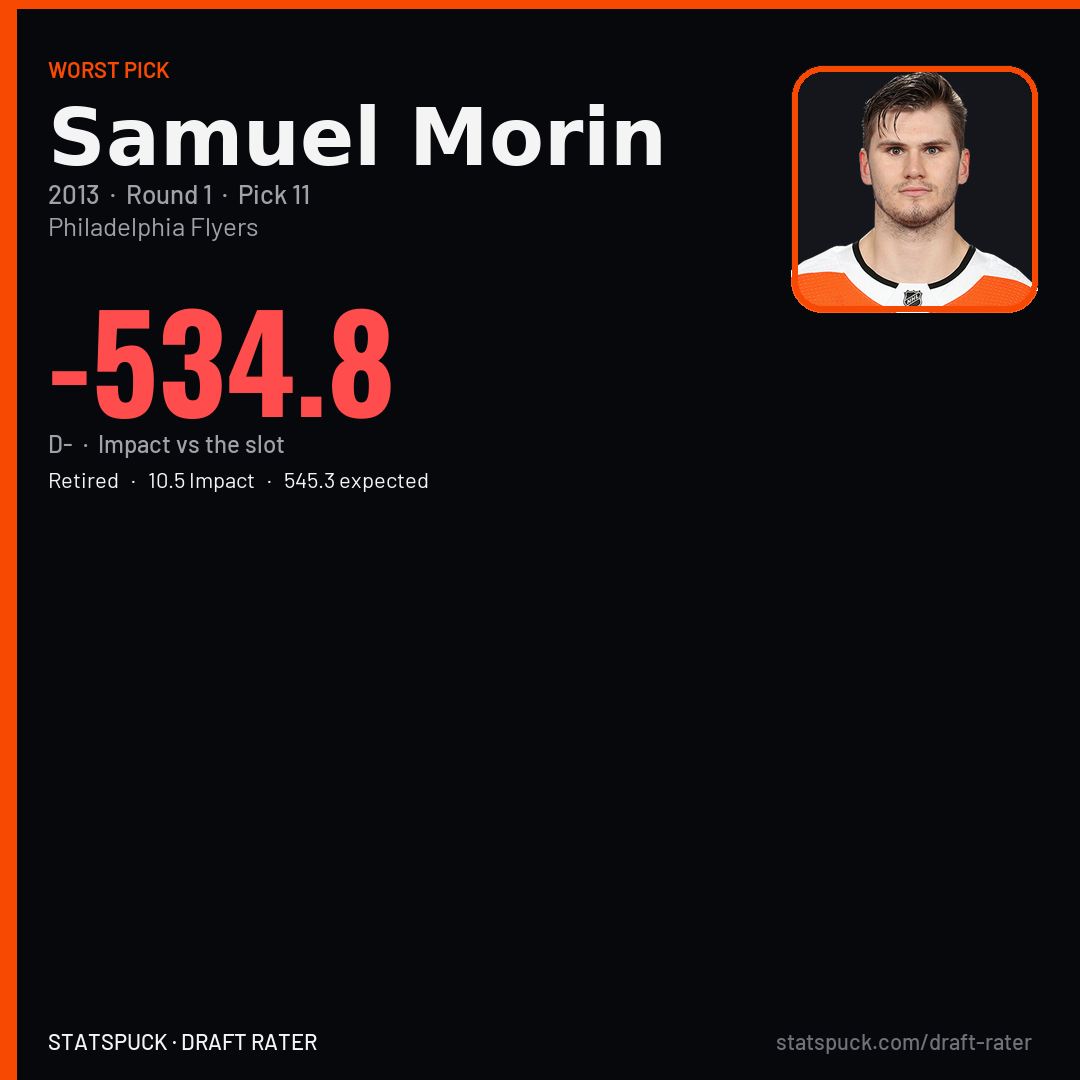 WORST PICK
Samuel Morin
2013 · Round 1 · Pick 11
Philadelphia Flyers
-534.8
D- · Impact vs the slot
Retired · 10.5 Impact · 545.3 expected
STATSPUCK · DRAFT RATER
statspuck.com/draft-rater